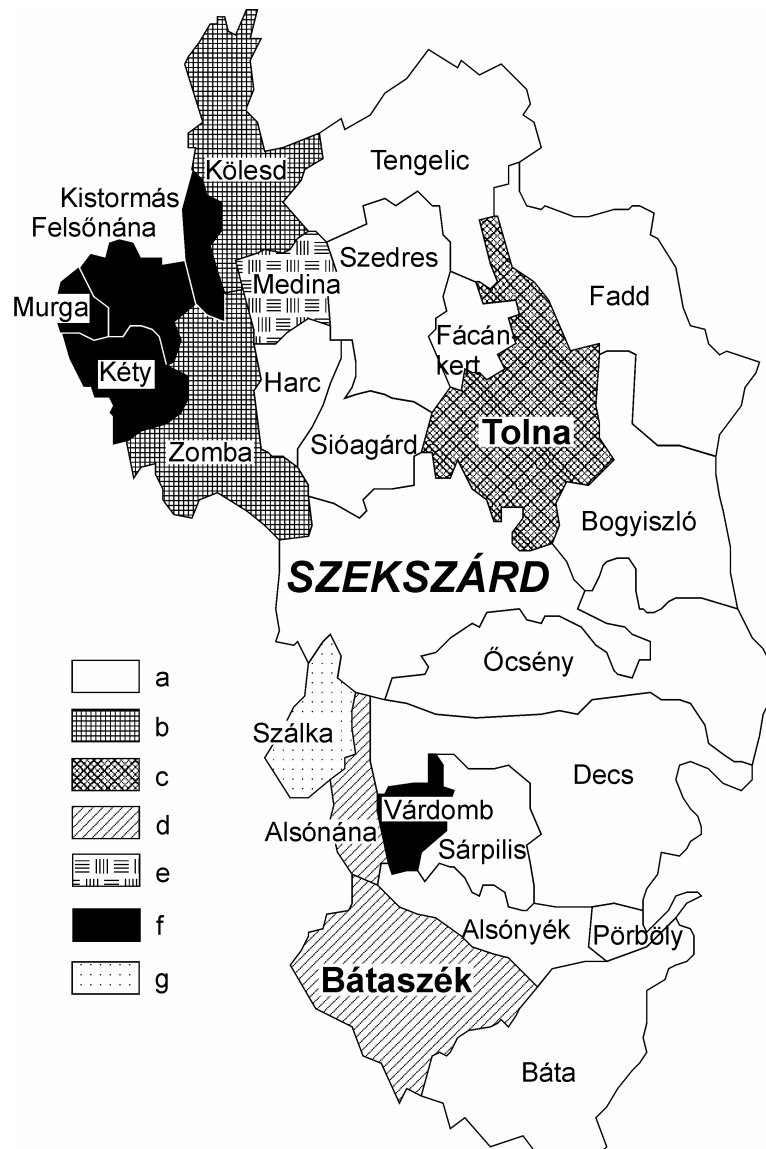 Tengelic
Kölesd
Kistormás
Felsőnána
Szedres
Medina
Fadd
Murga
Fácán-
kert
Kéty
Harc
Tolna
Sióagárd
Zomba
Bogyiszló
SZEKSZÁRD
Őcsény
a
b
Szálka
c
Decs
Várdomb
d
Alsónána
Sárpilis
e
f
Alsónyék
Pörböly
g
Bátaszék
Báta